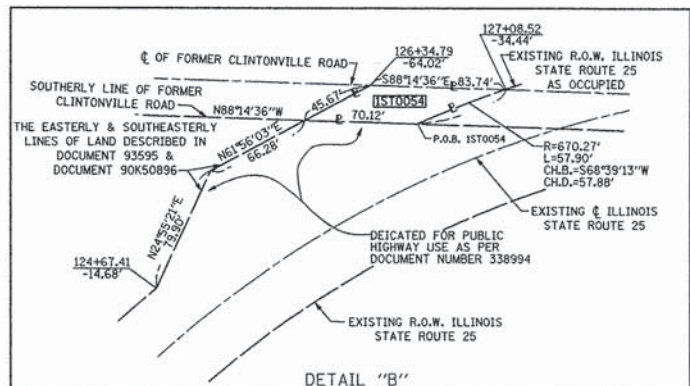 127+08.52
-34.44'
126+34.79
-64.02'
℄ OF FORMER CLINTONVILLE ROAD
S88°14'36"E 83.74'
EXISTING R.O.W. ILLINOIS
STATE ROUTE 25
AS OCCUPIED
SOUTHERLY LINE OF FORMER
CLINTONVILLE ROAD
N88°14'36"W
45.67'
1ST0054
70.12'
THE EASTERLY & SOUTHEASTERLY
LINES OF LAND DESCRIBED IN
DOCUMENT 93595 &
DOCUMENT 90K50896
N61°56'03"E
66.28'
P.O.B. 1ST0054
R=670.27'
L=57.90'
CH.B.=S68°39'13"W
CH.D.=57.88'
N24°55'21"E
79.90'
EXISTING ℄ ILLINOIS
STATE ROUTE 25
DEICATED FOR PUBLIC
HIGHWAY USE AS PER
DOCUMENT NUMBER 338994
124+67.41
-14.68'
EXISTING R.O.W. ILLINOIS
STATE ROUTE 25
DETAIL "B"